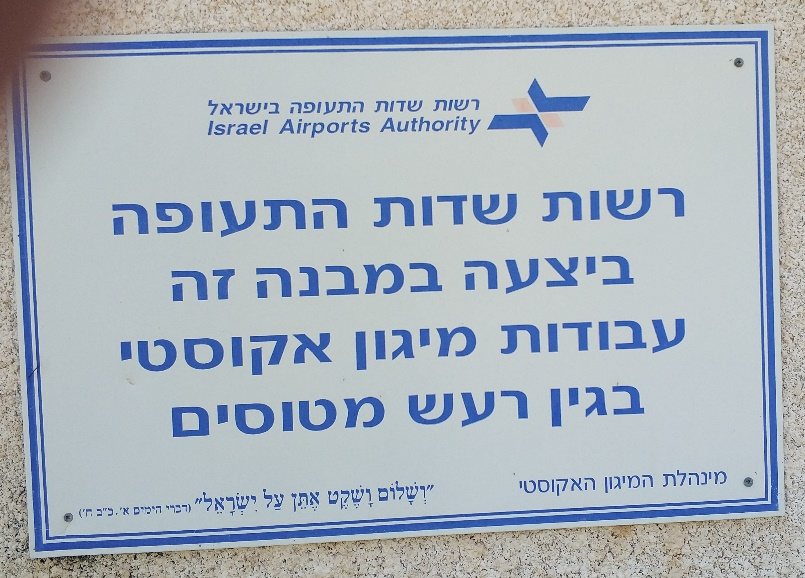 רשות שדות התעופה בישראל
Israel Airports Authority
רשות שדות התעופה
ביצעה במבנה זה
עבודות מיגון אקוסטי
בגין רעש מטוסים
מינהלת המיגון האקוסטי
"וְשָׁלוֹם וָשֶׁקֶט אֶתֵּן עַל יִשְׂרָאֵל" (דברי הימים א'. כ"ב ח')